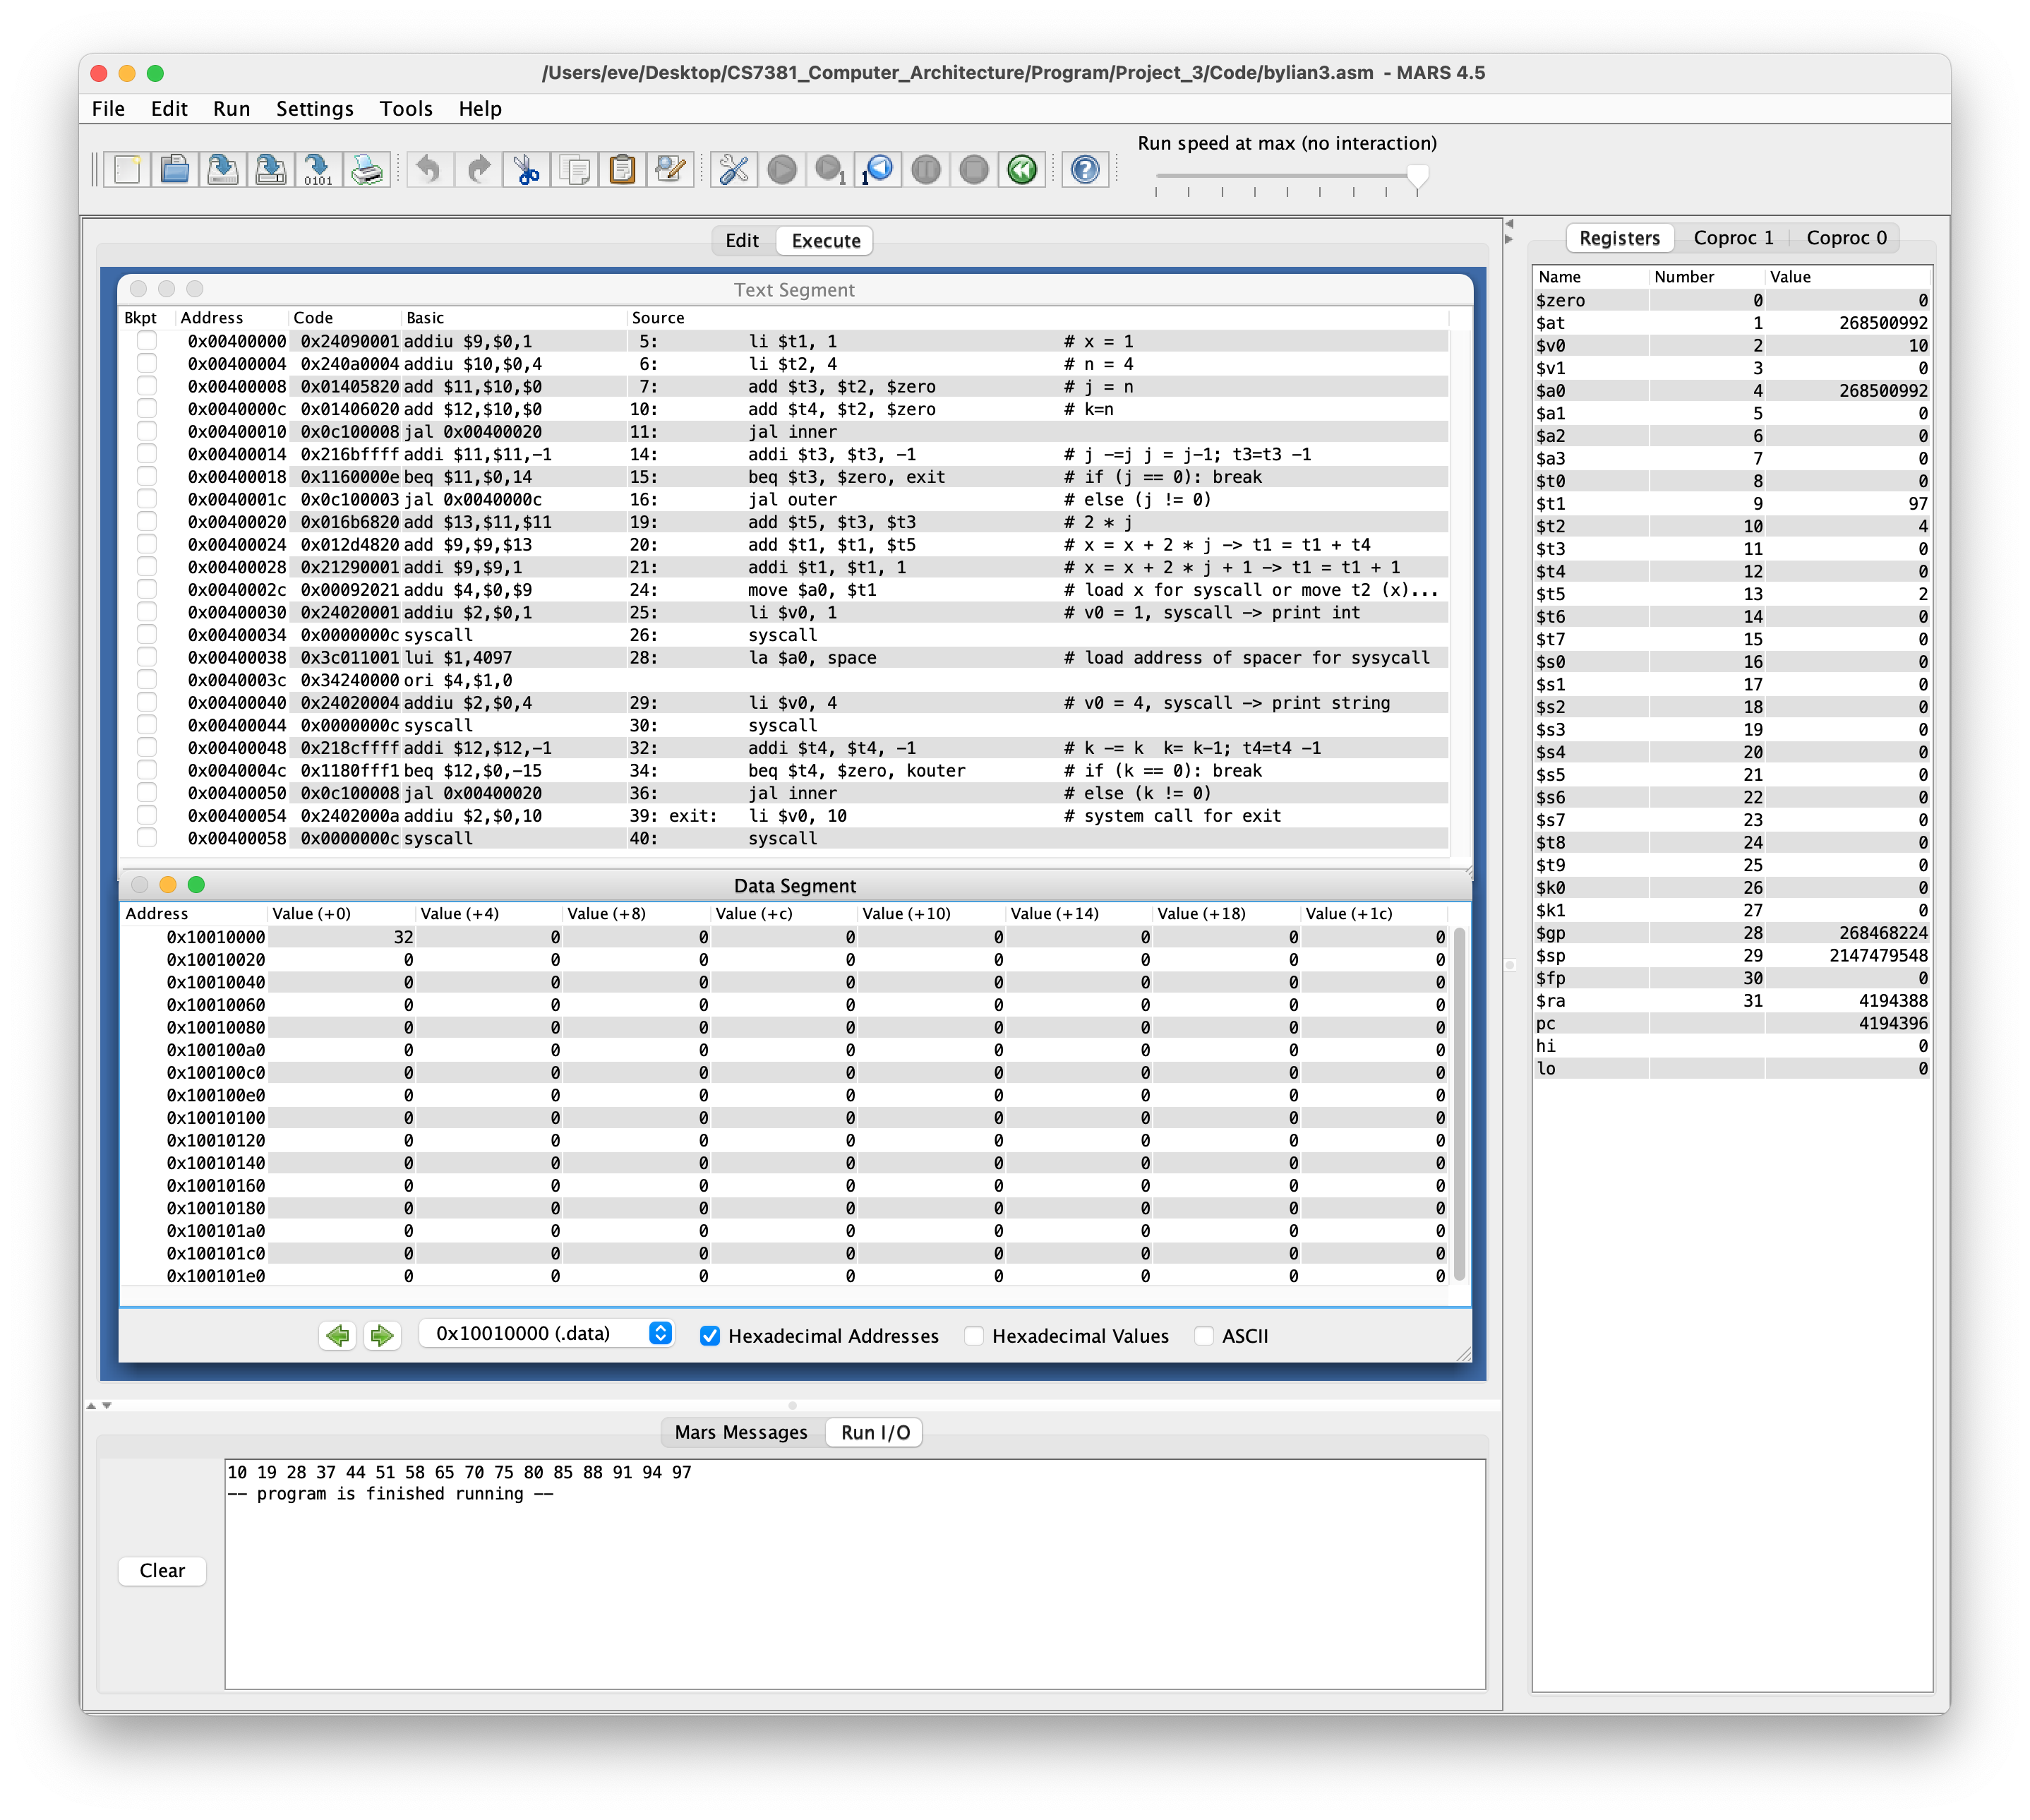 /Users/eve/Desktop/CS7381_Computer_Architecture/Program/Project_3/Code/bylian3.asm - MARS 4.5
File Edit Run Settings Tools Help
Run speed at max (no interaction)
0101
1
1
Edit Execute
Text Segment
Bkpt Address Code Basic Source
0x00400000 0x24090001 addiu $9,$0,1 5: li $t1, 1 # x = 1
0x00400004 0x240a0004 addiu $10,$0,4 6: li $t2, 4 # n = 4
0x00400008 0x01405820 add $11,$10,$0 7: add $t3, $t2, $zero # j = n
0x0040000c 0x01406020 add $12,$10,$0 10: add $t4, $t2, $zero # k=n
0x00400010 0x0c100008 jal 0x00400020 11: jal inner
0x00400014 0x216bffff addi $11,$11,-1 14: addi $t3, $t3, -1 # j -=j j = j-1; t3=t3 -1
0x00400018 0x1160000e beq $11,$0,14 15: beq $t3, $zero, exit # if (j == 0): break
0x0040001c 0x0c100003 jal 0x0040000c 16: jal outer # else (j != 0)
0x00400020 0x016b6820 add $13,$11,$11 19: add $t5, $t3, $t3 # 2 * j
0x00400024 0x012d4820 add $9,$9,$13 20: add $t1, $t1, $t5 # x = x + 2 * j -> t1 = t1 + t4
0x00400028 0x21290001 addi $9,$9,1 21: addi $t1, $t1, 1 # x = x + 2 * j + 1 -> t1 = t1 + 1
0x0040002c 0x00092021 addu $4,$0,$9 24: move $a0, $t1 # load x for syscall or move t2 (x)...
0x00400030 0x24020001 addiu $2,$0,1 25: li $v0, 1 # v0 = 1, syscall -> print int
0x00400034 0x0000000c syscall 26: syscall
0x00400038 0x3c011001 lui $1,4097 28: la $a0, space # load address of spacer for sysycall
0x0040003c 0x34240000 ori $4,$1,0
0x00400040 0x24020004 addiu $2,$0,4 29: li $v0, 4 # v0 = 4, syscall -> print string
0x00400044 0x0000000c syscall 30: syscall
0x00400048 0x218cffff addi $12,$12,-1 32: addi $t4, $t4, -1 # k -= k k= k-1; t4=t4 -1
0x0040004c 0x1180fff1 beq $12,$0,-15 34: beq $t4, $zero, kouter # if (k == 0): break
0x00400050 0x0c100008 jal 0x00400020 36: jal inner # else (k != 0)
0x00400054 0x2402000a addiu $2,$0,10 39: exit: li $v0, 10 # system call for exit
0x00400058 0x0000000c syscall 40: syscall
Data Segment
Address Value (+0) Value (+4) Value (+8) Value (+c) Value (+10) Value (+14) Value (+18) Value (+1c)
0x10010000 32 0 0 0 0 0 0 0
0x10010020 0 0 0 0 0 0 0 0
0x10010040 0 0 0 0 0 0 0 0
0x10010060 0 0 0 0 0 0 0 0
0x10010080 0 0 0 0 0 0 0 0
0x100100a0 0 0 0 0 0 0 0 0
0x100100c0 0 0 0 0 0 0 0 0
0x100100e0 0 0 0 0 0 0 0 0
0x10010100 0 0 0 0 0 0 0 0
0x10010120 0 0 0 0 0 0 0 0
0x10010140 0 0 0 0 0 0 0 0
0x10010160 0 0 0 0 0 0 0 0
0x10010180 0 0 0 0 0 0 0 0
0x100101a0 0 0 0 0 0 0 0 0
0x100101c0 0 0 0 0 0 0 0 0
0x100101e0 0 0 0 0 0 0 0 0
0x10010000 (.data) Hexadecimal Addresses Hexadecimal Values ASCII
Mars Messages Run I/O
10 19 28 37 44 51 58 65 70 75 80 85 88 91 94 97
-- program is finished running --
Clear
Registers Coproc 1 Coproc 0
Name Number Value
$zero 0 0
$at 1 268500992
$v0 2 10
$v1 3 0
$a0 4 268500992
$a1 5 0
$a2 6 0
$a3 7 0
$t0 8 0
$t1 9 97
$t2 10 4
$t3 11 0
$t4 12 0
$t5 13 2
$t6 14 0
$t7 15 0
$s0 16 0
$s1 17 0
$s2 18 0
$s3 19 0
$s4 20 0
$s5 21 0
$s6 22 0
$s7 23 0
$t8 24 0
$t9 25 0
$k0 26 0
$k1 27 0
$gp 28 268468224
$sp 29 2147479548
$fp 30 0
$ra 31 4194388
pc 4194396
hi 0
lo 0